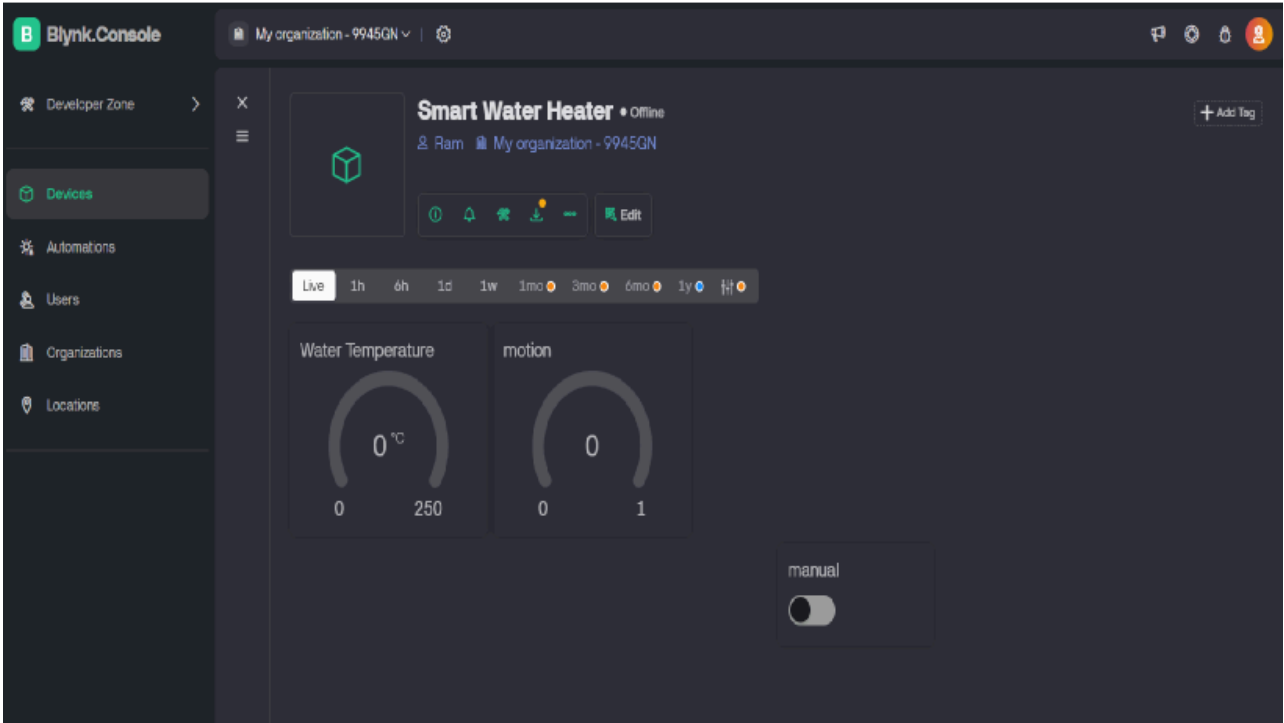 B Blynk.Console
My organization - 9945GN
Developer Zone
Devices
Automations
Users
Organizations
Locations
Smart Water Heater • Offline
Ram My organization - 9945GN
+ Add Tag
Edit
Live 1h 6h 1d 1w 1mo 3mo 6mo 1y
Water Temperature
0 °C
0 250
motion
0
0 1
manual